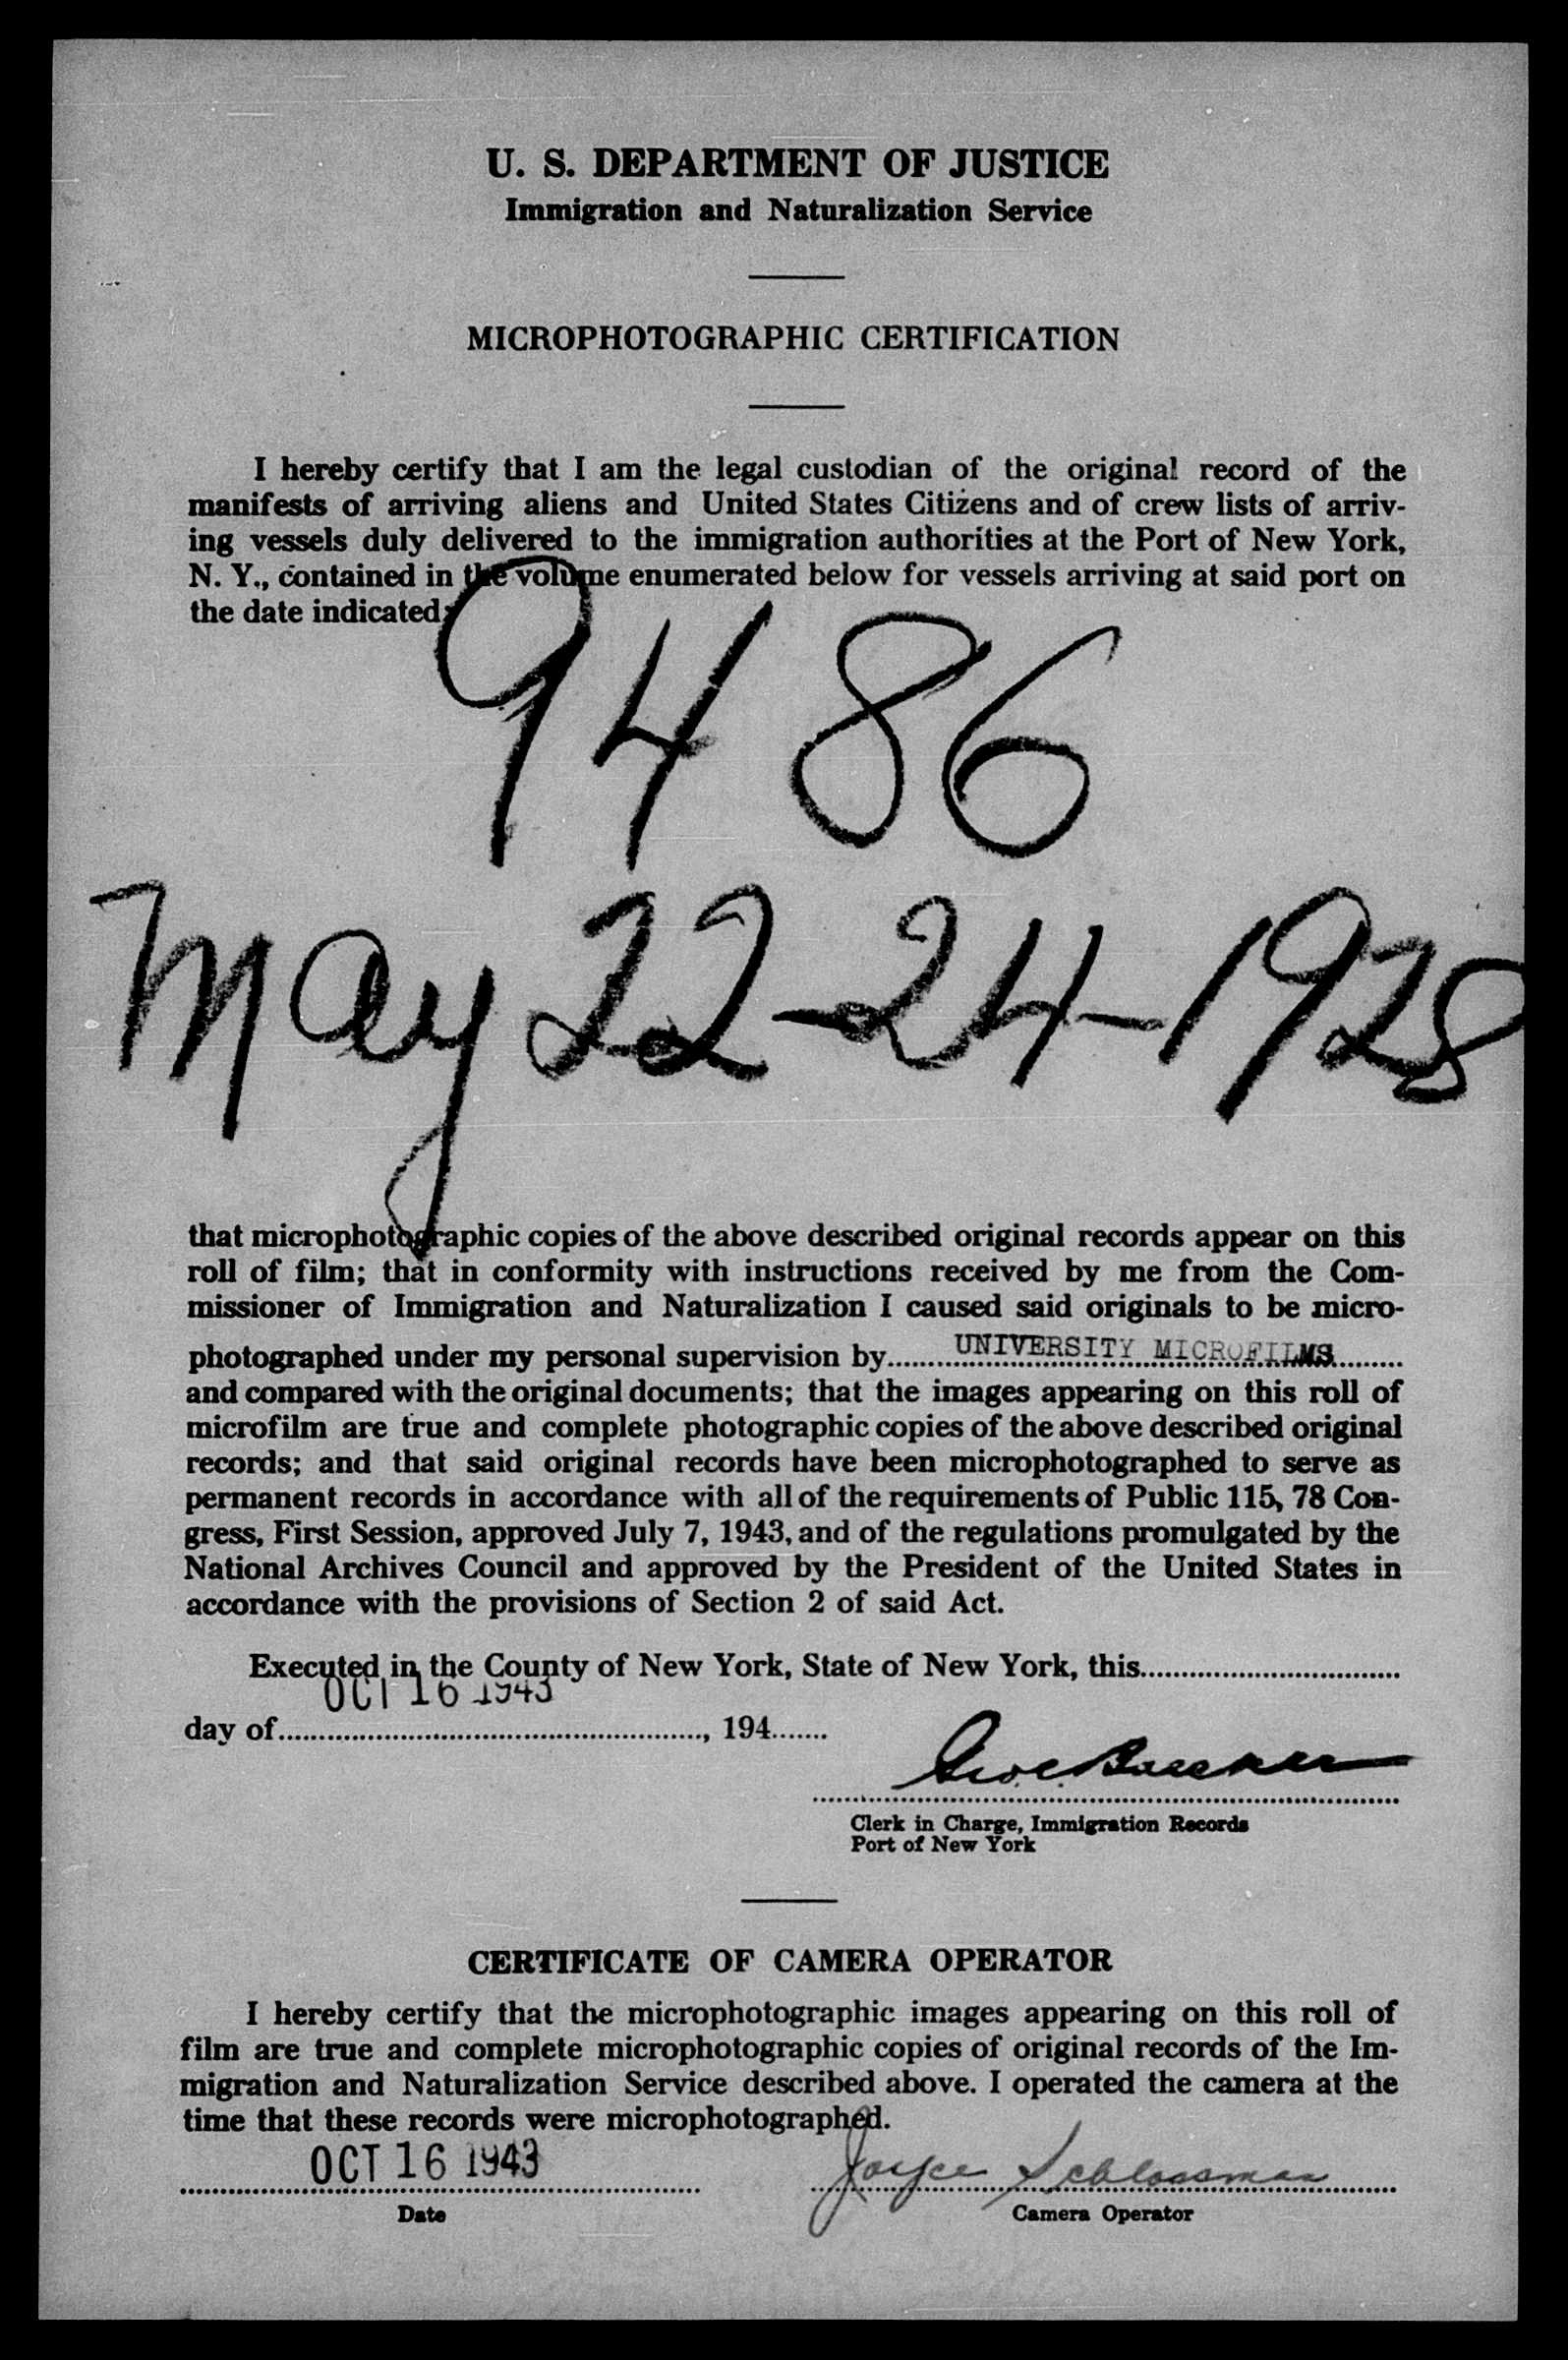 U. S. DEPARTMENT OF JUSTICE
Immigration and Naturalization Service
MICROPHOTOGRAPHIC CERTIFICATION
I hereby certify that I am the legal custodian of the original record of the
manifests of arriving aliens and United States Citizens and of crew lists of arriv-
ing vessels duly delivered to the immigration authorities at the Port of New York,
N. Y., contained in the volume enumerated below for vessels arriving at said port on
the date indicated:
9486
May 22-24-1928
that microphotographic copies of the above described original records appear on this
roll of film; that in conformity with instructions received by me from the Com-
missioner of Immigration and Naturalization I caused said originals to be micro-
photographed under my personal supervision by UNIVERSITY MICROFILMS
and compared with the original documents; that the images appearing on this roll of
microfilm are true and complete photographic copies of the above described original
records; and that said original records have been microphotographed to serve as
permanent records in accordance with all of the requirements of Public 115, 78 Con-
gress, First Session, approved July 7, 1943, and of the regulations promulgated by the
National Archives Council and approved by the President of the United States in
accordance with the provisions of Section 2 of said Act.
Executed in the County of New York, State of New York, this
OCT 16 1943
day of , 194
Clerk in Charge, Immigration Records
Port of New York
CERTIFICATE OF CAMERA OPERATOR
I hereby certify that the microphotographic images appearing on this roll of
film are true and complete microphotographic copies of original records of the Im-
migration and Naturalization Service described above. I operated the camera at the
time that these records were microphotographed.
OCT 16 1943 Joyce Schlossman
Date Camera Operator